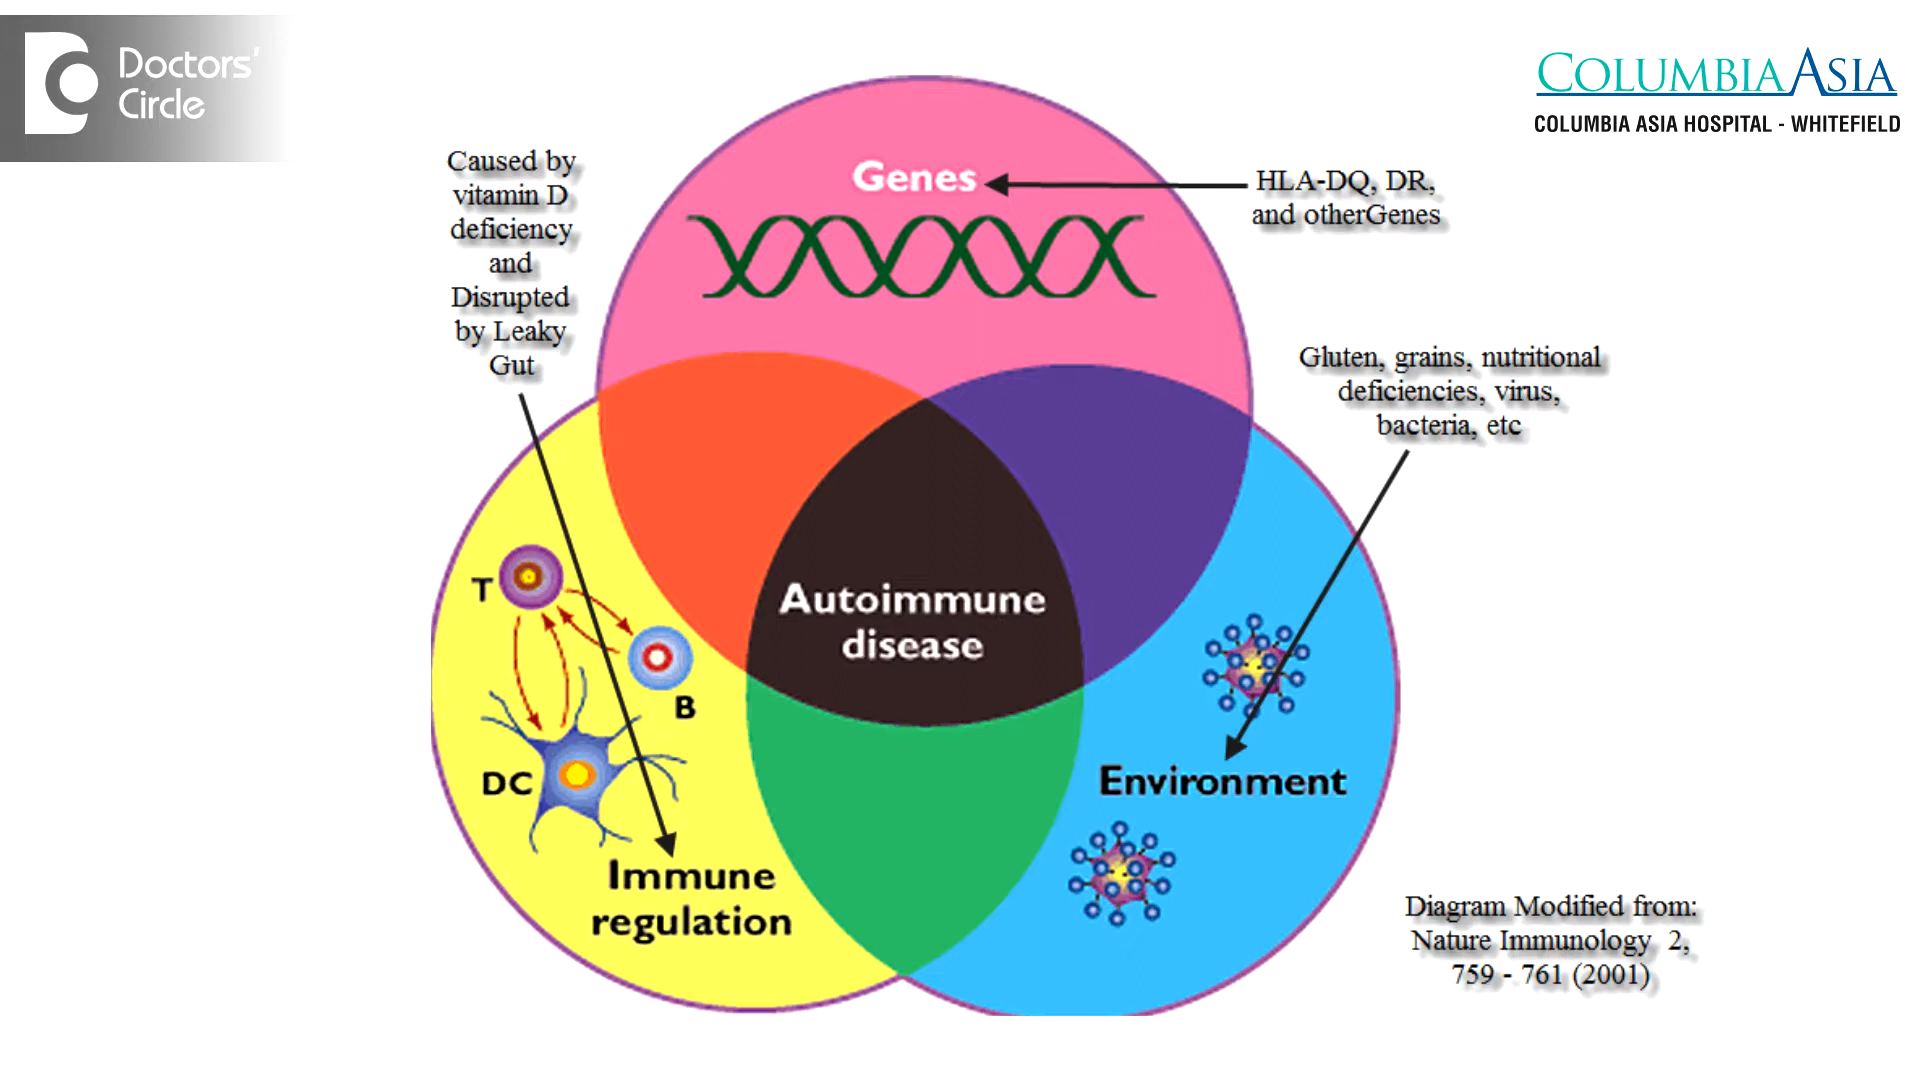 Doctors'
Circle
COLUMBIAASIA
COLUMBIA ASIA HOSPITAL - WHITEFIELD
Caused by
vitamin D
deficiency
and
Disrupted
by Leaky
Gut
Genes
HLA-DQ, DR,
and otherGenes
Gluten, grains, nutritional
deficiencies, virus,
bacteria, etc
T
B
DC
Autoimmune
disease
Environment
Immune
regulation
Diagram Modified from:
Nature Immunology 2,
759 - 761 (2001)